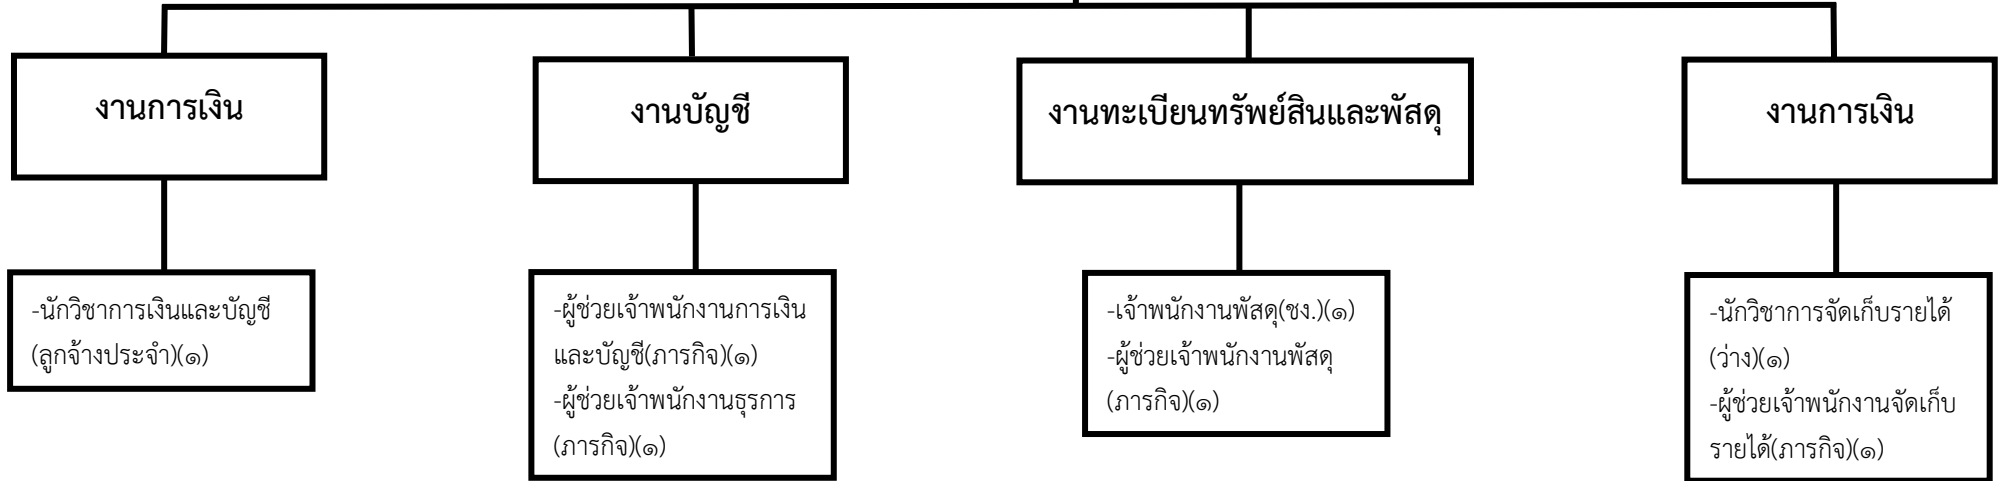 งานการเงิน
งานบัญชี
งานทะเบียนทรัพย์สินและพัสดุ
งานการเงิน
-นักวิชาการเงินและบัญชี
(ลูกจ้างประจำ)(๑)
-ผู้ช่วยเจ้าพนักงานการเงิน
และบัญชี(ภารกิจ)(๑)
-ผู้ช่วยเจ้าพนักงานธุรการ
(ภารกิจ)(๑)
-เจ้าพนักงานพัสดุ(ชง.)(๑)
-ผู้ช่วยเจ้าพนักงานพัสดุ
(ภารกิจ)(๑)
-นักวิชาการจัดเก็บรายได้
(ว่าง)(๑)
-ผู้ช่วยเจ้าพนักงานจัดเก็บ
รายได้(ภารกิจ)(๑)